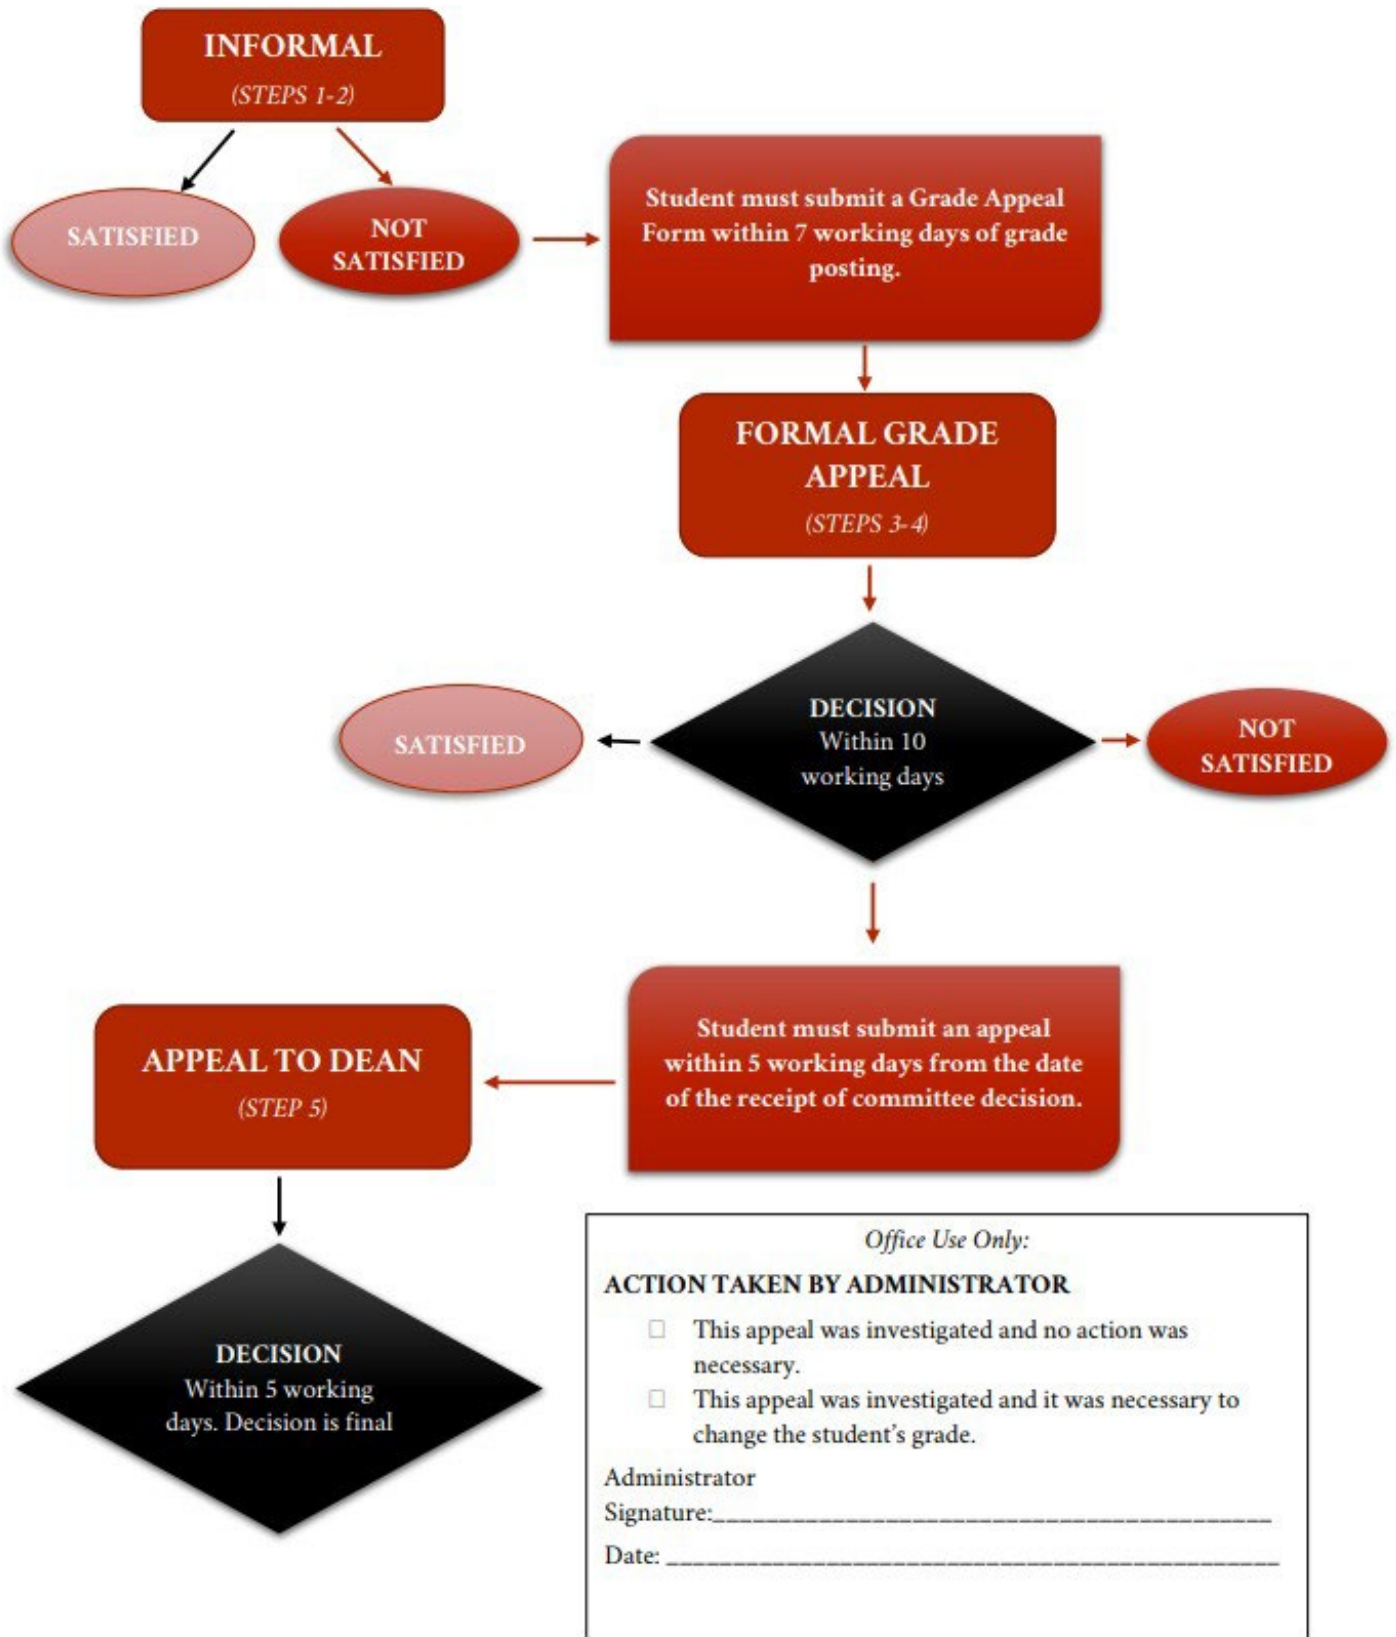 INFORMAL
(STEPS 1-2)
SATISFIED
NOT
SATISFIED
Student must submit a Grade Appeal
Form within 7 working days of grade
posting.
FORMAL GRADE
APPEAL
(STEPS 3-4)
DECISION
Within 10
working days
SATISFIED
NOT
SATISFIED
Student must submit an appeal
within 5 working days from the date
of the receipt of committee decision.
APPEAL TO DEAN
(STEP 5)
DECISION
Within 5 working
days. Decision is final
Office Use Only:
ACTION TAKEN BY ADMINISTRATOR
☐ This appeal was investigated and no action was
necessary.
☐ This appeal was investigated and it was necessary to
change the student’s grade.
Administrator
Signature:__________________________________________
Date: ______________________________________________